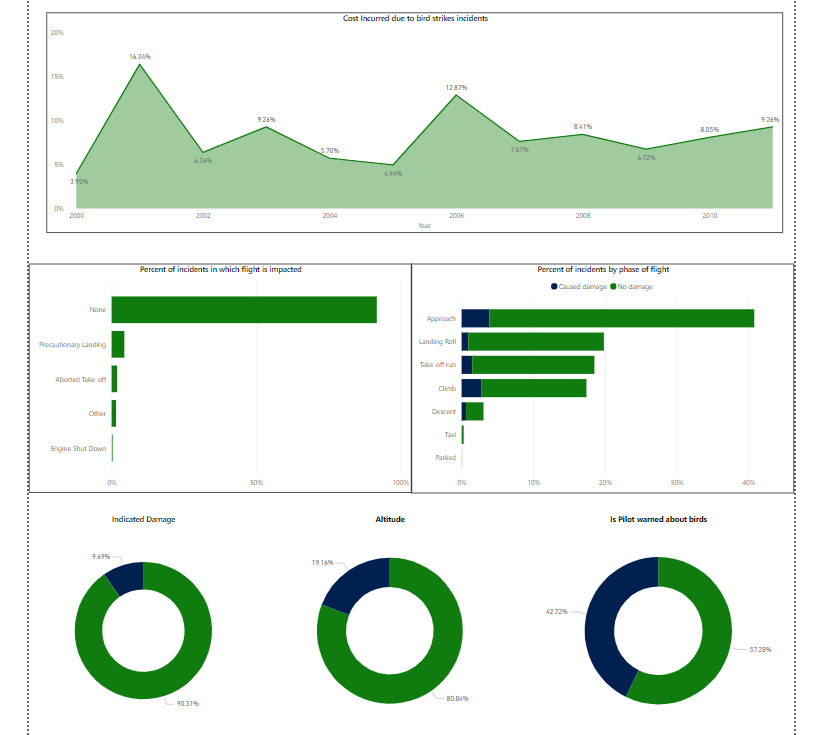 Cost Incurred due to bird strikes incidents
20%
15%
10%
5%
0%
3.95%
16.34%
6.36%
9.26%
5.70%
4.94%
12.87%
7.61%
8.41%
6.72%
8.05%
9.26%
2000
2002
2004
2006
2008
2010
Year
Percent of incidents in which flight is impacted
None
Precautionary Landing
Aborted Take off
Other
Engine Shut Down
0%
50%
100%
Percent of incidents by phase of flight
Caused damage
No damage
Approach
Landing Roll
Take off run
Climb
Descent
Taxi
Parked
0%
10%
20%
30%
40%
Indicated Damage
9.69%
90.31%
Altitude
19.16%
80.84%
Is Pilot warned about birds
42.72%
57.28%